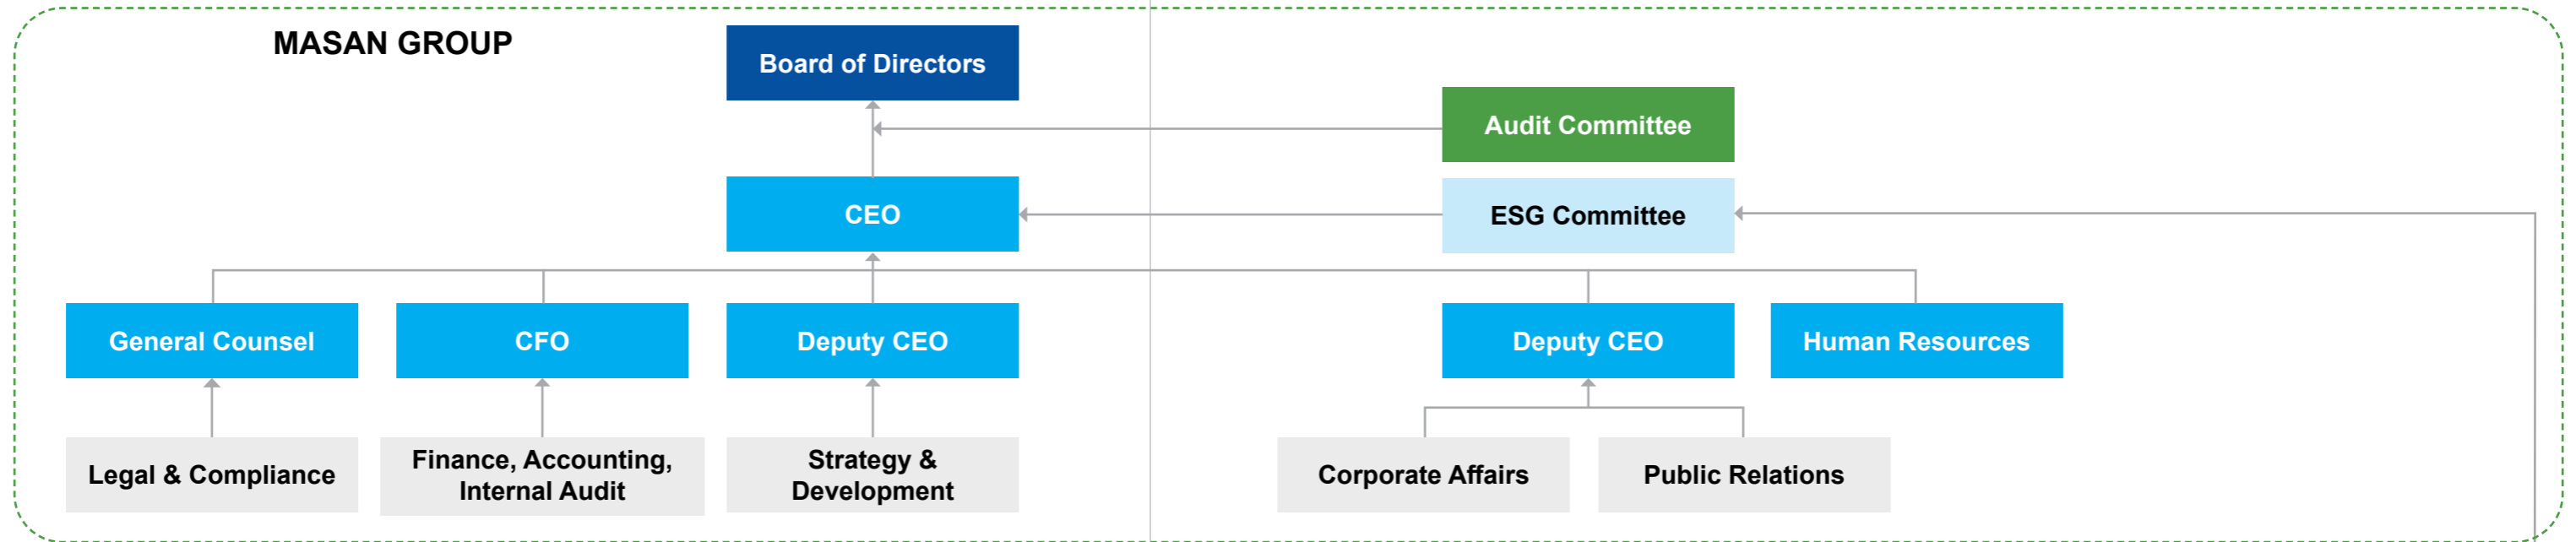 MASAN GROUP
Board of Directors
Audit Committee
CEO
ESG Committee
General Counsel
CFO
Deputy CEO
Deputy CEO
Human Resources
Legal & Compliance
Finance, Accounting,
Internal Audit
Strategy &
Development
Corporate Affairs
Public Relations